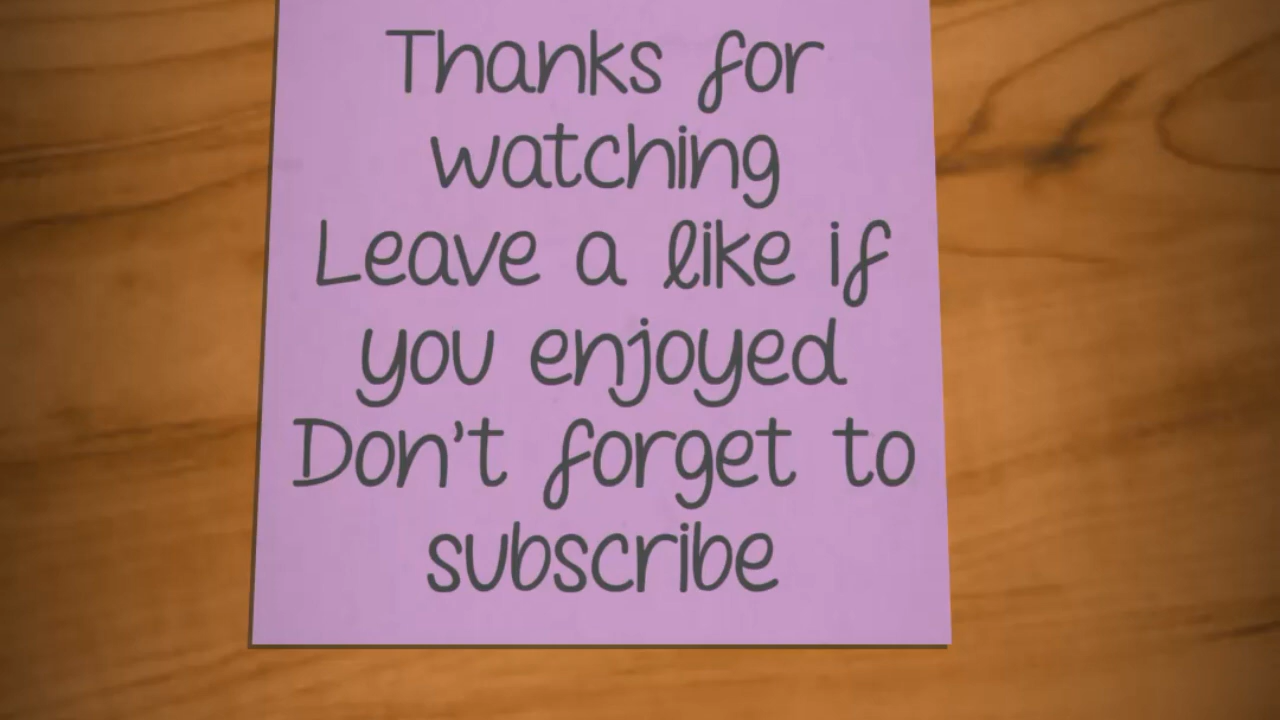 Thanks for
watching
Leave a like if
you enjoyed
Don't forget to
subscribe